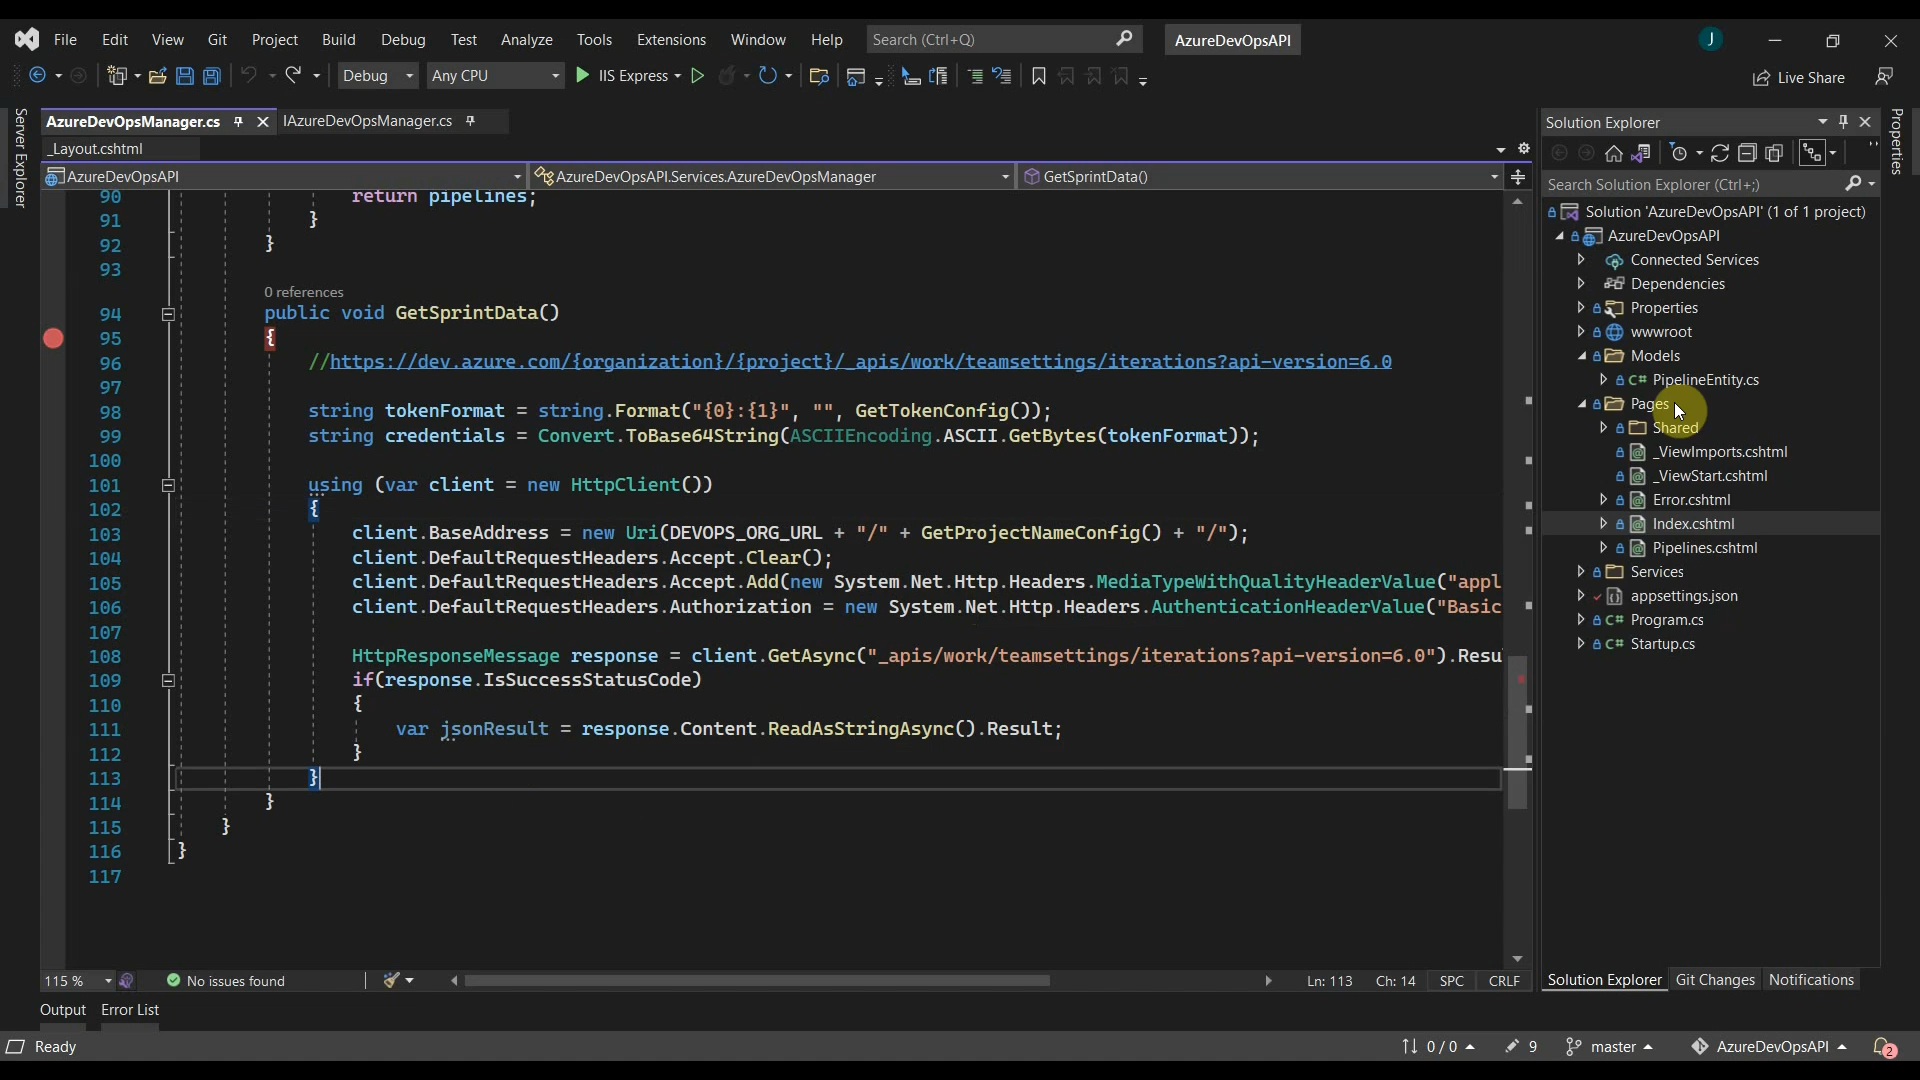 File Edit View Git Project Build Debug Test Analyze Tools Extensions Window Help Search (Ctrl+Q) AzureDevOpsAPI J
Debug Any CPU IIS Express Live Share
Server Explorer
AzureDevOpsManager.cs IAzureDevOpsManager.cs
_Layout.cshtml
AzureDevOpsAPI AzureDevOpsAPI.Services.AzureDevOpsManager GetSprintData()
90 return pipelines;
91 }
92 }
93
0 references
94 public void GetSprintData()
95 {
96 //https://dev.azure.com/{organization}/{project}/_apis/work/teamsettings/iterations?api-version=6.0
97
98 string tokenFormat = string.Format("{0}:{1}", "", GetTokenConfig());
99 string credentials = Convert.ToBase64String(ASCIIEncoding.ASCII.GetBytes(tokenFormat));
100
101 using (var client = new HttpClient())
102 {
103 client.BaseAddress = new Uri(DEVOPS_ORG_URL + "/" + GetProjectNameConfig() + "/");
104 client.DefaultRequestHeaders.Accept.Clear();
105 client.DefaultRequestHeaders.Accept.Add(new System.Net.Http.Headers.MediaTypeWithQualityHeaderValue("appl
106 client.DefaultRequestHeaders.Authorization = new System.Net.Http.Headers.AuthenticationHeaderValue("Basic
107
108 HttpResponseMessage response = client.GetAsync("_apis/work/teamsettings/iterations?api-version=6.0").Resu
109 if(response.IsSuccessStatusCode)
110 {
111 var jsonResult = response.Content.ReadAsStringAsync().Result;
112 }
113 }
114 }
115 }
116 }
117
115 % No issues found Ln: 113 Ch: 14 SPC CRLF
Solution Explorer
Search Solution Explorer (Ctrl+;)
Solution 'AzureDevOpsAPI' (1 of 1 project)
AzureDevOpsAPI
Connected Services
Dependencies
Properties
wwwroot
Models
C# PipelineEntity.cs
Pages
Shared
_ViewImports.cshtml
_ViewStart.cshtml
Error.cshtml
Index.cshtml
Pipelines.cshtml
Services
appsettings.json
C# Program.cs
C# Startup.cs
Solution Explorer Git Changes Notifications
Properties
Output Error List
Ready 0 / 0 9 master AzureDevOpsAPI 2